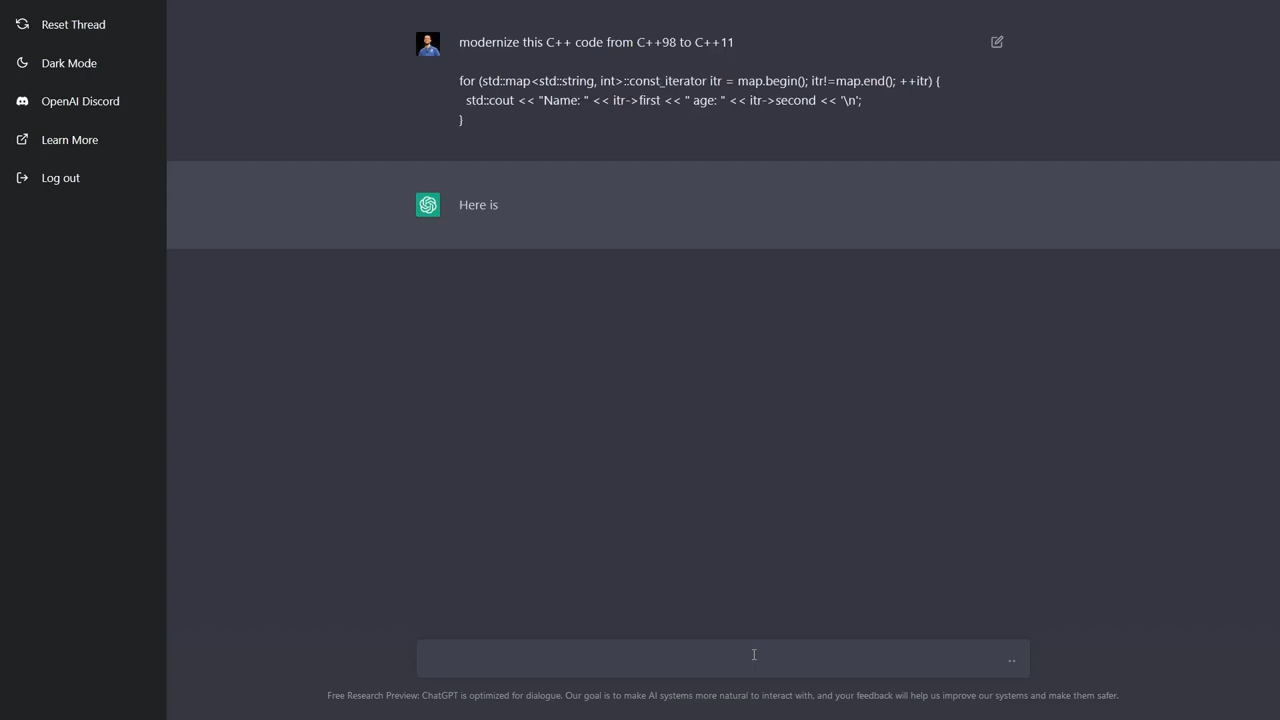 Reset Thread
Dark Mode
OpenAI Discord
Learn More
Log out
modernize this C++ code from C++98 to C++11
for (std::map<std::string, int>::const_iterator itr = map.begin(); itr!=map.end(); ++itr) {
std::cout << "Name: " << itr->first << " age: " << itr->second << '\n';
}
Here is
..
Free Research Preview: ChatGPT is optimized for dialogue. Our goal is to make AI systems more natural to interact with, and your feedback will help us improve our systems and make them safer.